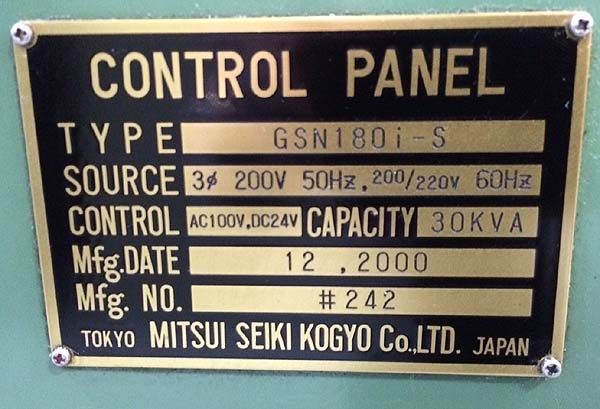 CONTROL PANEL
TYPE GSN180i-S
SOURCE 3ø 200V 50Hz, 200/220V 60Hz
CONTROL AC100V,DC24V CAPACITY 30KVA
Mfg.DATE 12 ,2000
Mfg. NO. #242
TOKYO MITSUI SEIKI KOGYO Co.,LTD. JAPAN